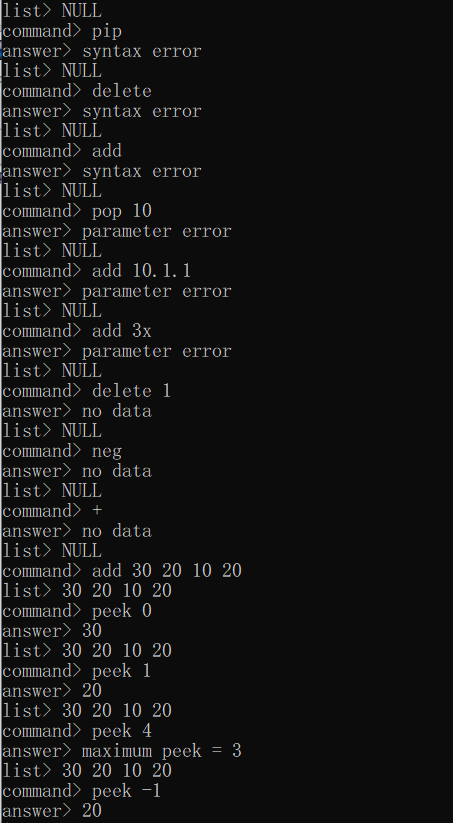 list> NULL
command> pip
answer> syntax error
list> NULL
command> delete
answer> syntax error
list> NULL
command> add
answer> syntax error
list> NULL
command> pop 10
answer> parameter error
list> NULL
command> add 10.1.1
answer> parameter error
list> NULL
command> add 3x
answer> parameter error
list> NULL
command> delete 1
answer> no data
list> NULL
command> neg
answer> no data
list> NULL
command> +
answer> no data
list> NULL
command> add 30 20 10 20
list> 30 20 10 20
command> peek 0
answer> 30
list> 30 20 10 20
command> peek 1
answer> 20
list> 30 20 10 20
command> peek 4
answer> maximum peek = 3
list> 30 20 10 20
command> peek -1
answer> 20